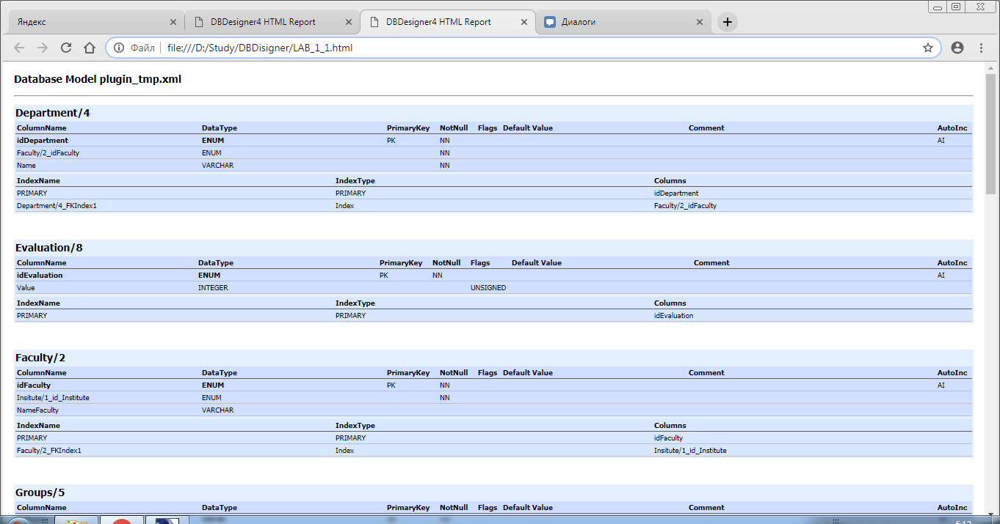 Яндекс DBDesigner4 HTML Report DBDesigner4 HTML Report Диалоги
Файл file:///D:/Study/DBDisigner/LAB_1_1.html
Database Model plugin_tmp.xml
Department/4
ColumnName DataType PrimaryKey NotNull Flags Default Value Comment AutoInc
idDepartment ENUM PK NN AI
Faculty/2_idFaculty ENUM NN
Name VARCHAR NN
IndexName IndexType Columns
PRIMARY PRIMARY idDepartment
Department/4_FKIndex1 Index Faculty/2_idFaculty
Evaluation/8
ColumnName DataType PrimaryKey NotNull Flags Default Value Comment AutoInc
idEvaluation ENUM PK NN AI
Value INTEGER UNSIGNED
IndexName IndexType Columns
PRIMARY PRIMARY idEvaluation
Faculty/2
ColumnName DataType PrimaryKey NotNull Flags Default Value Comment AutoInc
idFaculty ENUM PK NN AI
Insitute/1_id_Institute ENUM NN
NameFaculty VARCHAR
IndexName IndexType Columns
PRIMARY PRIMARY idFaculty
Faculty/2_FKIndex1 Index Insitute/1_id_Institute
Groups/5
ColumnName DataType PrimaryKey NotNull Flags Default Value Comment AutoInc